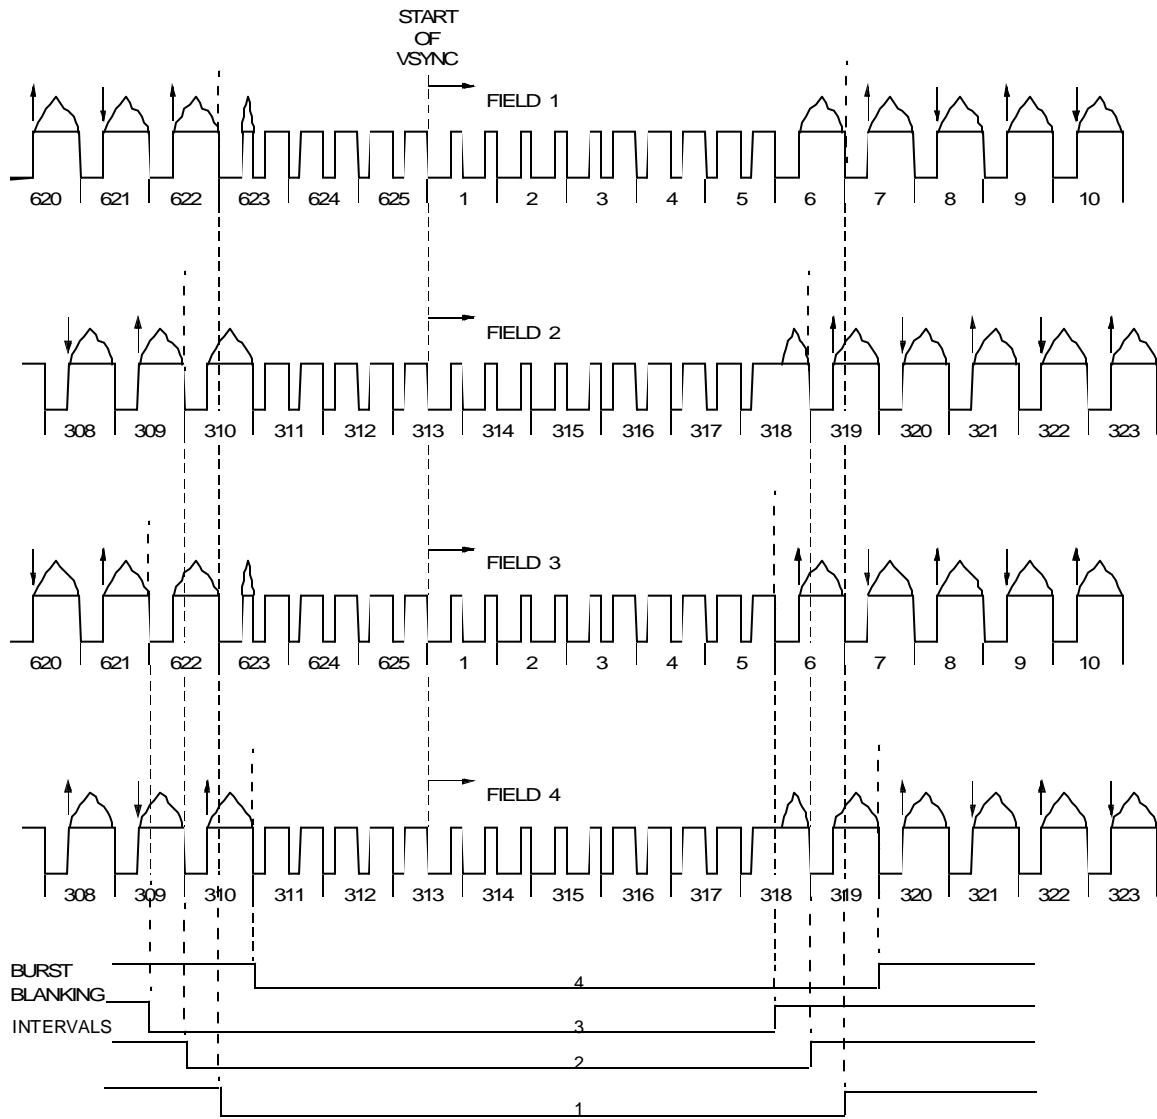 START
OF
VSYNC
FIELD 1
620 621 622 623 624 625 1 2 3 4 5 6 7 8 9 10
FIELD 2
308 309 310 311 312 313 314 315 316 317 318 319 320 321 322 323
FIELD 3
620 621 622 623 624 625 1 2 3 4 5 6 7 8 9 10
FIELD 4
308 309 310 311 312 313 314 315 316 317 318 319 320 321 322 323
BURST
BLANKING
INTERVALS
4
3
2
1